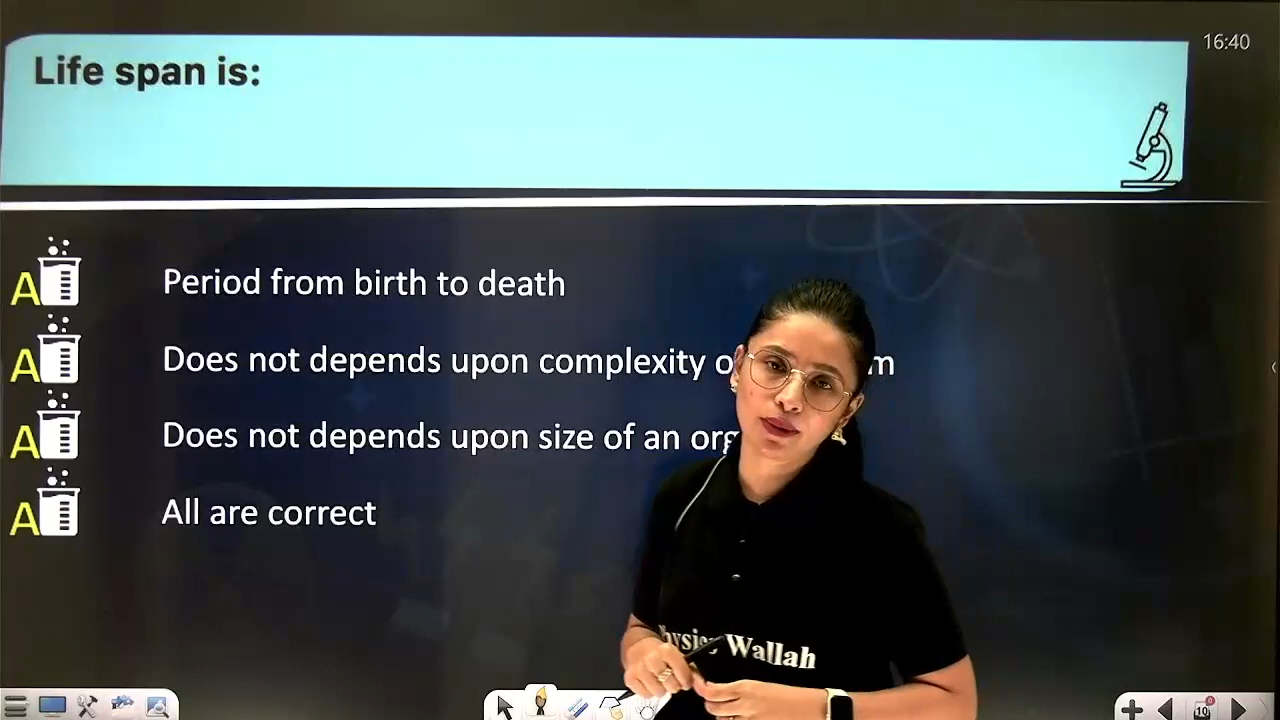 16:40
Life span is:
A Period from birth to death
A Does not depends upon complexity
A Does not depends upon size of an
A All are correct
Wallah
10